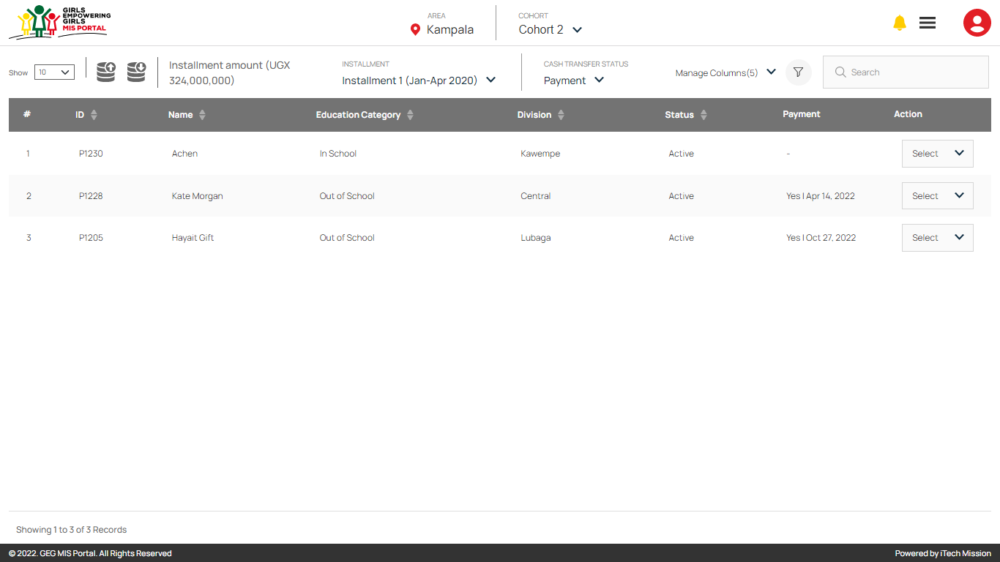 GIRLS
EMPOWERING
GIRLS
MIS PORTAL
AREA
Kampala
COHORT
Cohort 2
Show 10
Installment amount (UGX
324,000,000)
INSTALLMENT
Installment 1 (Jan-Apr 2020)
CASH TRANSFER STATUS
Payment
Manage Columns(5)
Search
# ID Name Education Category Division Status Payment Action
1 P1230 Achen In School Kawempe Active - Select
2 P1228 Kate Morgan Out of School Central Active Yes | Apr 14, 2022 Select
3 P1205 Hayait Gift Out of School Lubaga Active Yes | Oct 27, 2022 Select
Showing 1 to 3 of 3 Records
© 2022. GEG MIS Portal. All Rights Reserved Powered by iTech Mission